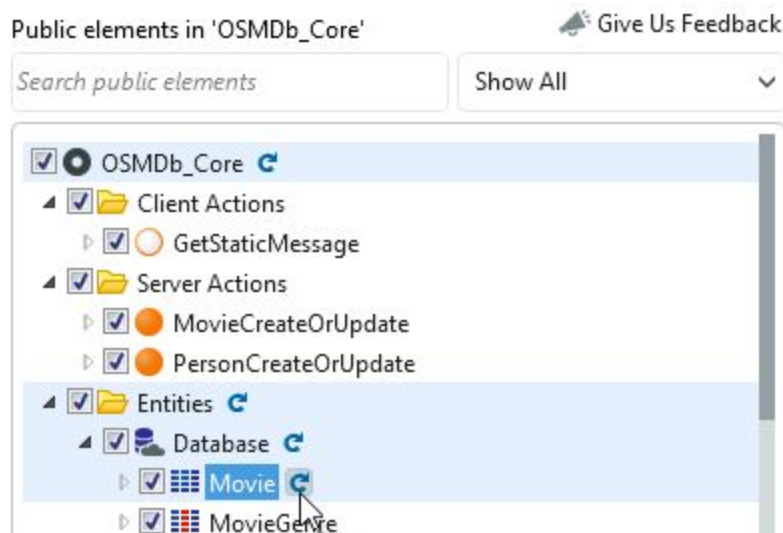 Public elements in 'OSMDb_Core'
Give Us Feedback
Search public elements
Show All
OSMDb_Core
Client Actions
GetStaticMessage
Server Actions
MovieCreateOrUpdate
PersonCreateOrUpdate
Entities
Database
Movie
MovieGenre